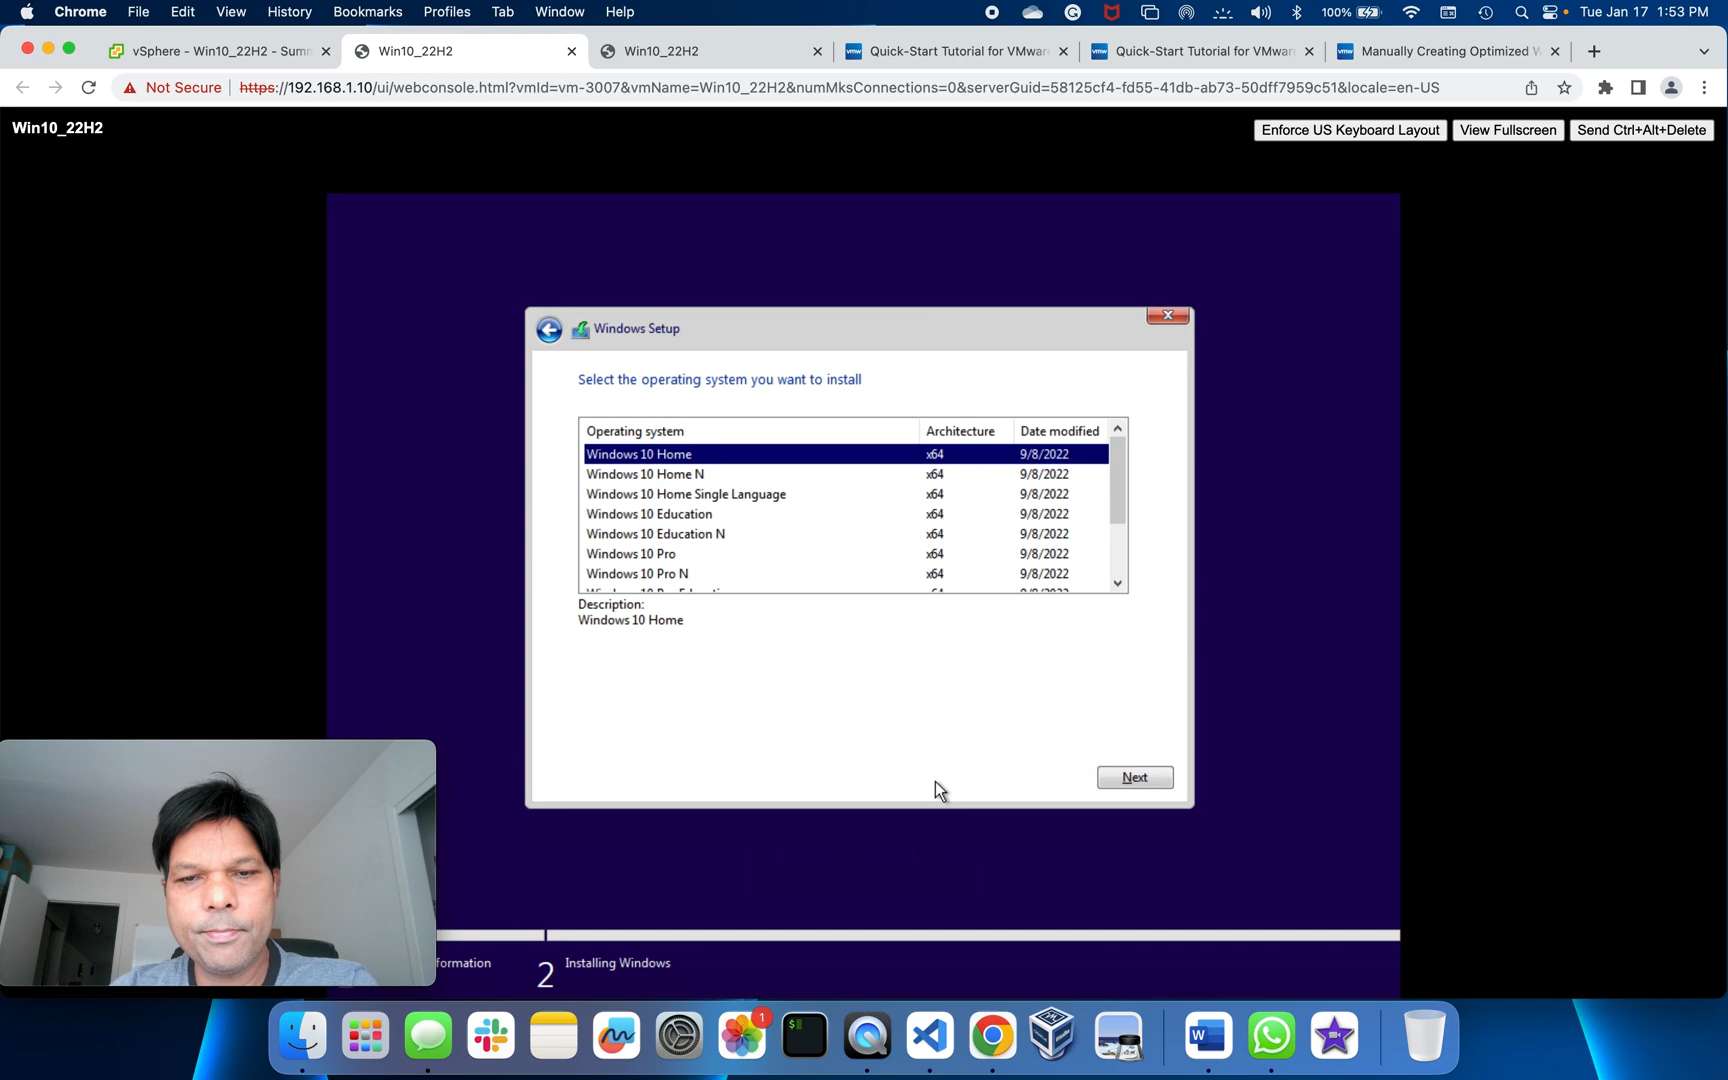 Chrome File Edit View History Bookmarks Profiles Tab Window Help 100% Tue Jan 17 1:53 PM
vSphere - Win10_22H2 - Summ Win10_22H2 Win10_22H2 vmw Quick-Start Tutorial for VMwar vmw Quick-Start Tutorial for VMwar vmw Manually Creating Optimized W
Not Secure https://192.168.1.10/ui/webconsole.html?vmId=vm-3007&vmName=Win10_22H2&numMksConnections=0&serverGuid=58125cf4-fd55-41db-ab73-50dff7959c51&locale=en-US
Win10_22H2 Enforce US Keyboard Layout View Fullscreen Send Ctrl+Alt+Delete
Windows Setup
Select the operating system you want to install
Operating system Architecture Date modified
Windows 10 Home x64 9/8/2022
Windows 10 Home N x64 9/8/2022
Windows 10 Home Single Language x64 9/8/2022
Windows 10 Education x64 9/8/2022
Windows 10 Education N x64 9/8/2022
Windows 10 Pro x64 9/8/2022
Windows 10 Pro N x64 9/8/2022
Description:
Windows 10 Home
Next
formation 2 Installing Windows
1
$
W